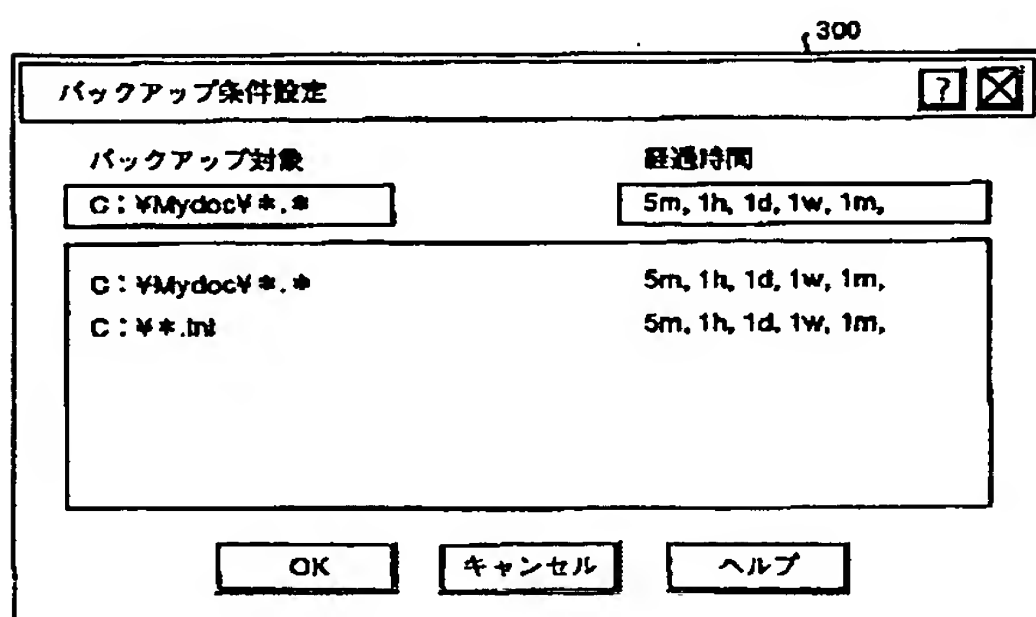 300
バックアップ条件設定 ?
バックアップ対象 経過時間
C:¥Mydoc¥*.* 5m, 1h, 1d, 1w, 1m,
C:¥Mydoc¥*.* 5m, 1h, 1d, 1w, 1m,
C:¥*.ini 5m, 1h, 1d, 1w, 1m,
OK キャンセル ヘルプ